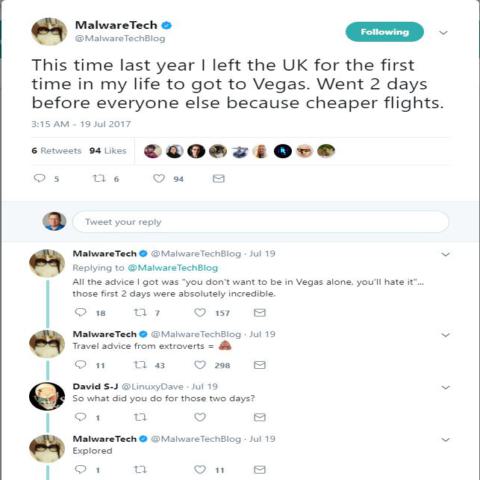 MalwareTech
@MalwareTechBlog
Following
This time last year I left the UK for the first
time in my life to got to Vegas. Went 2 days
before everyone else because cheaper flights.
3:15 AM - 19 Jul 2017
6 Retweets 94 Likes
5 6 94
Tweet your reply
MalwareTech @MalwareTechBlog · Jul 19
Replying to @MalwareTechBlog
All the advice I got was "you don't want to be in Vegas alone, you'll hate it"...
those first 2 days were absolutely incredible.
18 7 157
MalwareTech @MalwareTechBlog · Jul 19
Travel advice from extroverts = 💩
11 43 298
David S-J @LinuxyDave · Jul 19
So what did you do for those two days?
1
MalwareTech @MalwareTechBlog · Jul 19
Explored
1 11